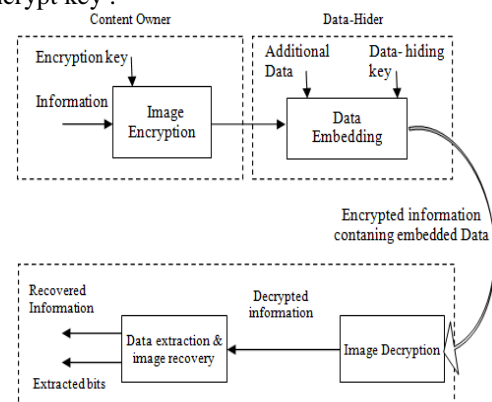 encrypt key .
Content Owner
Data-Hider
Encryption key
Information
Image
Encryption
Additional
Data
Data- hiding
key
Data
Embedding
Encrypted information
contaning embedded Data
Recovered
Information
Extracted bits
Data extraction &
image recovery
Decrypted
information
Image Decryption